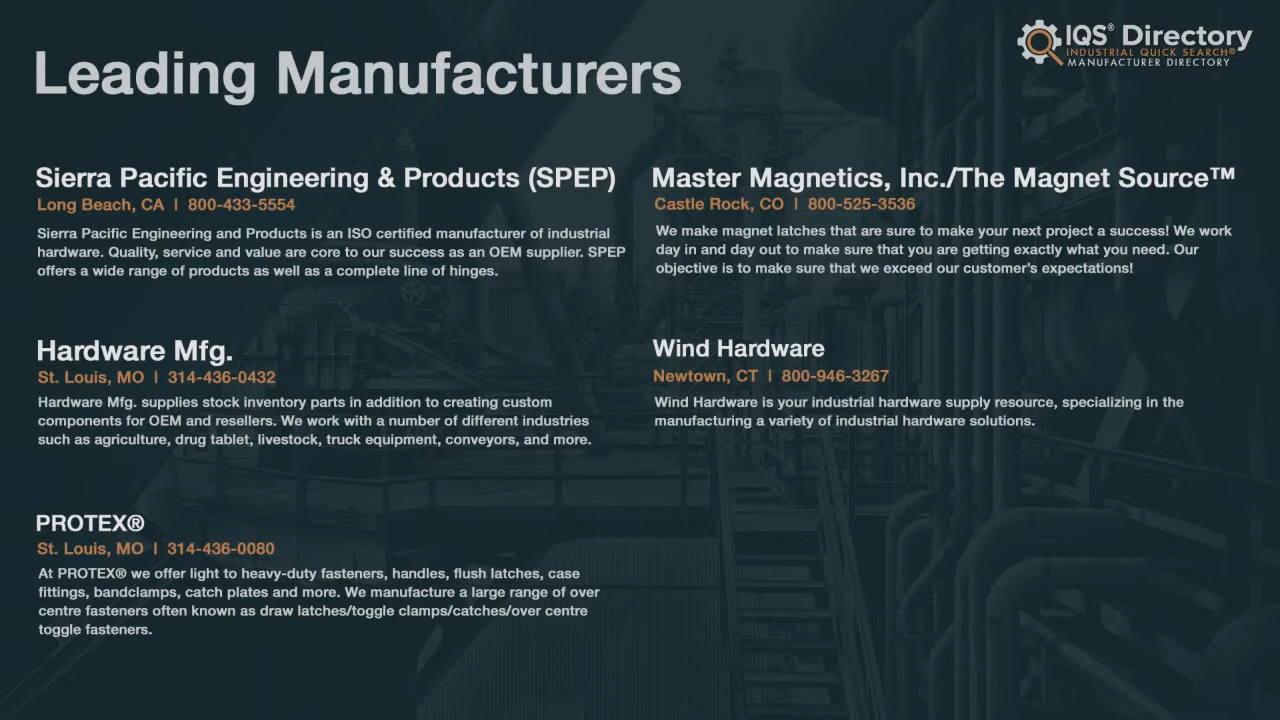 IQS® Directory
INDUSTRIAL QUICK SEARCH®
MANUFACTURER DIRECTORY
Leading Manufacturers
Sierra Pacific Engineering & Products (SPEP)
Long Beach, CA | 800-433-5554
Sierra Pacific Engineering and Products is an ISO certified manufacturer of industrial
hardware. Quality, service and value are core to our success as an OEM supplier. SPEP
offers a wide range of products as well as a complete line of hinges.
Master Magnetics, Inc./The Magnet Source™
Castle Rock, CO | 800-525-3536
We make magnet latches that are sure to make your next project a success! We work
day in and day out to make sure that you are getting exactly what you need. Our
objective is to make sure that we exceed our customer's expectations!
Hardware Mfg.
St. Louis, MO | 314-436-0432
Hardware Mfg. supplies stock inventory parts in addition to creating custom
components for OEM and resellers. We work with a number of different industries
such as agriculture, drug tablet, livestock, truck equipment, conveyors, and more.
Wind Hardware
Newtown, CT | 800-946-3267
Wind Hardware is your industrial hardware supply resource, specializing in the
manufacturing a variety of industrial hardware solutions.
PROTEX®
St. Louis, MO | 314-436-0080
At PROTEX® we offer light to heavy-duty fasteners, handles, flush latches, case
fittings, bandclamps, catch plates and more. We manufacture a large range of over
centre fasteners often known as draw latches/toggle clamps/catches/over centre
toggle fasteners.